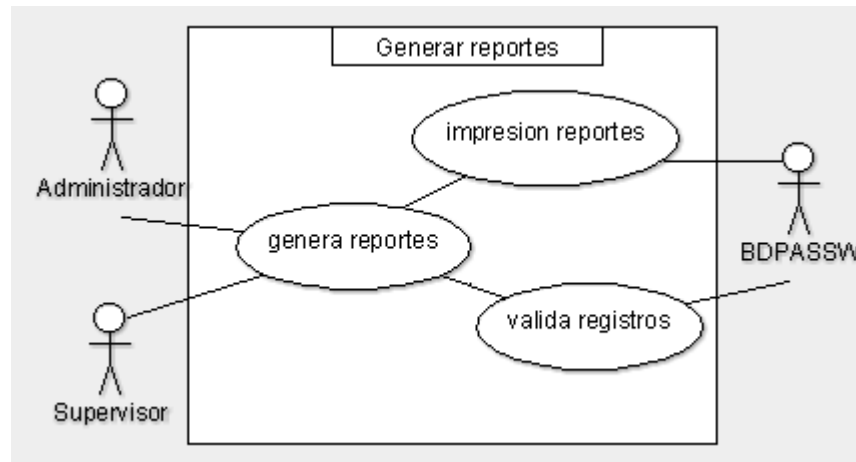 Generar reportes
impresion reportes
Administrador
genera reportes
BDPASSW
valida registros
Supervisor